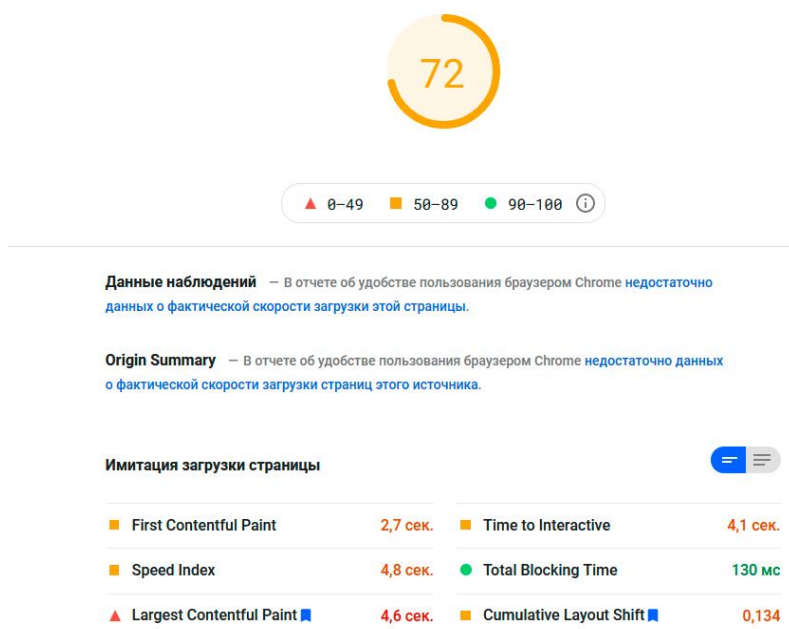 72
0–49 50–89 90–100
Данные наблюдений — В отчете об удобстве пользования браузером Chrome недостаточно
данных о фактической скорости загрузки этой страницы.
Origin Summary — В отчете об удобстве пользования браузером Chrome недостаточно данных
о фактической скорости загрузки страниц этого источника.
Имитация загрузки страницы
First Contentful Paint 2,7 сек.
Time to Interactive 4,1 сек.
Speed Index 4,8 сек.
Total Blocking Time 130 мс
Largest Contentful Paint 4,6 сек.
Cumulative Layout Shift 0,134